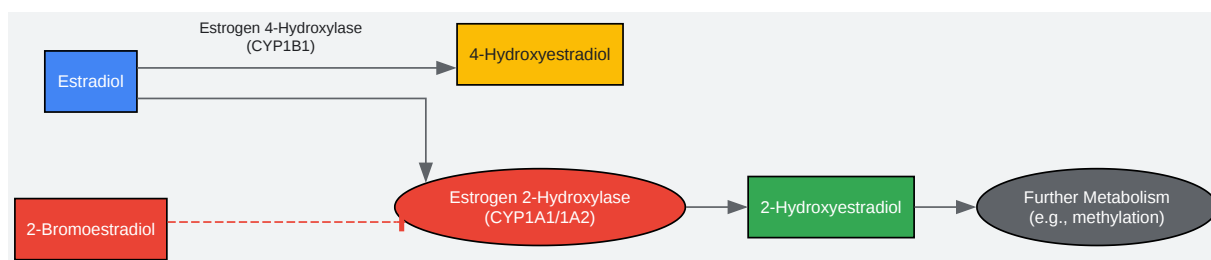 Estrogen 4-Hydroxylase
(CYP1B1)
4-Hydroxyestradiol
Estradiol
Estrogen 2-Hydroxylase
(CYP1A1/1A2)
2-Hydroxyestradiol
Further Metabolism
(e.g., methylation)
2-Bromoestradiol